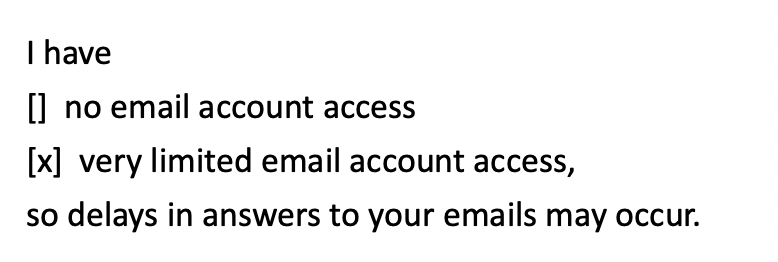 I have
[] no email account access
[x] very limited email account access,
so delays in answers to your emails may occur.